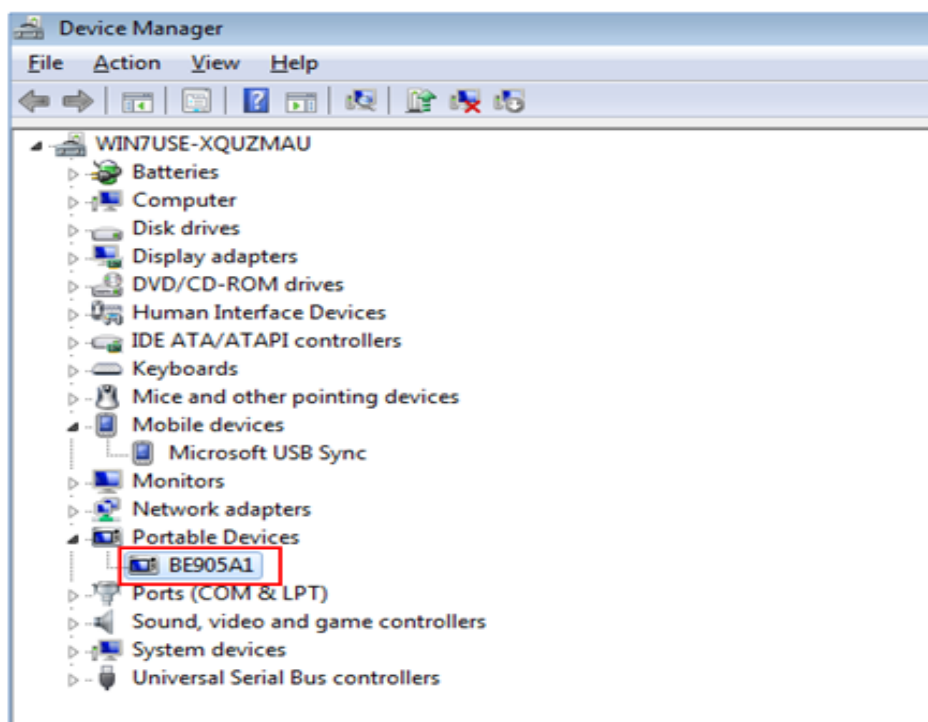 Device Manager
File Action View Help
WIN7USE-XQUZMAU
Batteries
Computer
Disk drives
Display adapters
DVD/CD-ROM drives
Human Interface Devices
IDE ATA/ATAPI controllers
Keyboards
Mice and other pointing devices
Mobile devices
Microsoft USB Sync
Monitors
Network adapters
Portable Devices
BE905A1
Ports (COM & LPT)
Sound, video and game controllers
System devices
Universal Serial Bus controllers